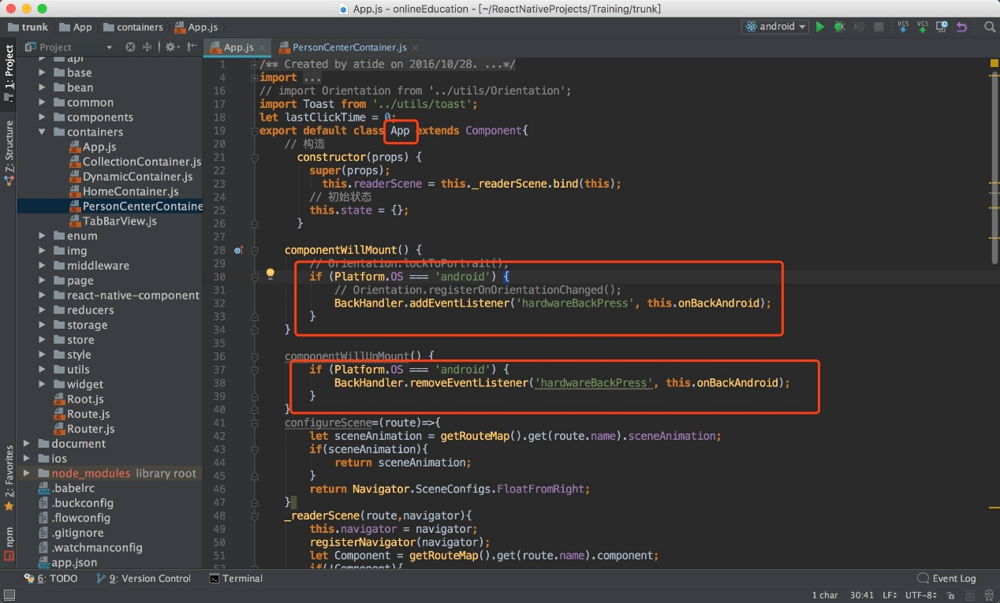 App.js - onlineEducation - [~/ReactNativeProjects/Training/trunk]
trunk App containers App.js
android
VCS VCS
1: Project
Z: Structure
2: Favorites
npm
Project
api
base
bean
common
components
containers
App.js
CollectionContainer.js
DynamicContainer.js
HomeContainer.js
PersonCenterContaine
TabBarView.js
enum
img
middleware
page
react-native-component
reducers
storage
store
style
utils
widget
Root.js
Route.js
Router.js
document
ios
node_modules library root
.babelrc
.buckconfig
.flowconfig
.gitignore
.watchmanconfig
app.json
App.js PersonCenterContainer.js
1 /** Created by atide on 2016/10/28. ...*/
4 import ...
16 // import Orientation from '../utils/Orientation';
17 import Toast from '../utils/toast';
18 let lastClickTime = 0;
19 export default class App extends Component{
20 // 构造
21 constructor(props) {
22 super(props);
23 this.readerScene = this._readerScene.bind(this);
24 // 初始状态
25 this.state = {};
26 }
27
28 componentWillMount() {
29 // Orientation.lockToPortrait();
30 if (Platform.OS === 'android') {
31 // Orientation.registerOnOrientationChanged();
32 BackHandler.addEventListener('hardwareBackPress', this.onBackAndroid);
33 }
34 }
35
36 componentWillUnMount() {
37 if (Platform.OS === 'android') {
38 BackHandler.removeEventListener('hardwareBackPress', this.onBackAndroid);
39 }
40 }
41 configureScene=(route)=>{
42 let sceneAnimation = getRouteMap().get(route.name).sceneAnimation;
43 if(sceneAnimation){
44 return sceneAnimation;
45 }
46 return Navigator.SceneConfigs.FloatFromRight;
47 }
48 _readerScene(route,navigator){
49 this.navigator = navigator;
50 registerNavigator(navigator);
51 let Component = getRouteMap().get(route.name).component;
52 if(!Component){
6: TODO 9: Version Control Terminal Event Log
1 char 30:41 LF UTF-8